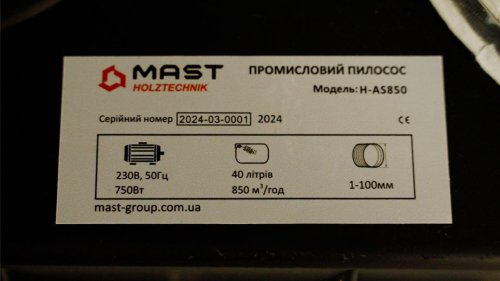 MAST
HOLZTECHNIK
ПРОМИСЛОВИЙ ПИЛОСОС
Модель: H-AS850
Серійний номер 2024-03-0001 2024
CE
230В, 50Гц
750Вт
40 літрів
850 м³/год
1-100мм
mast-group.com.ua